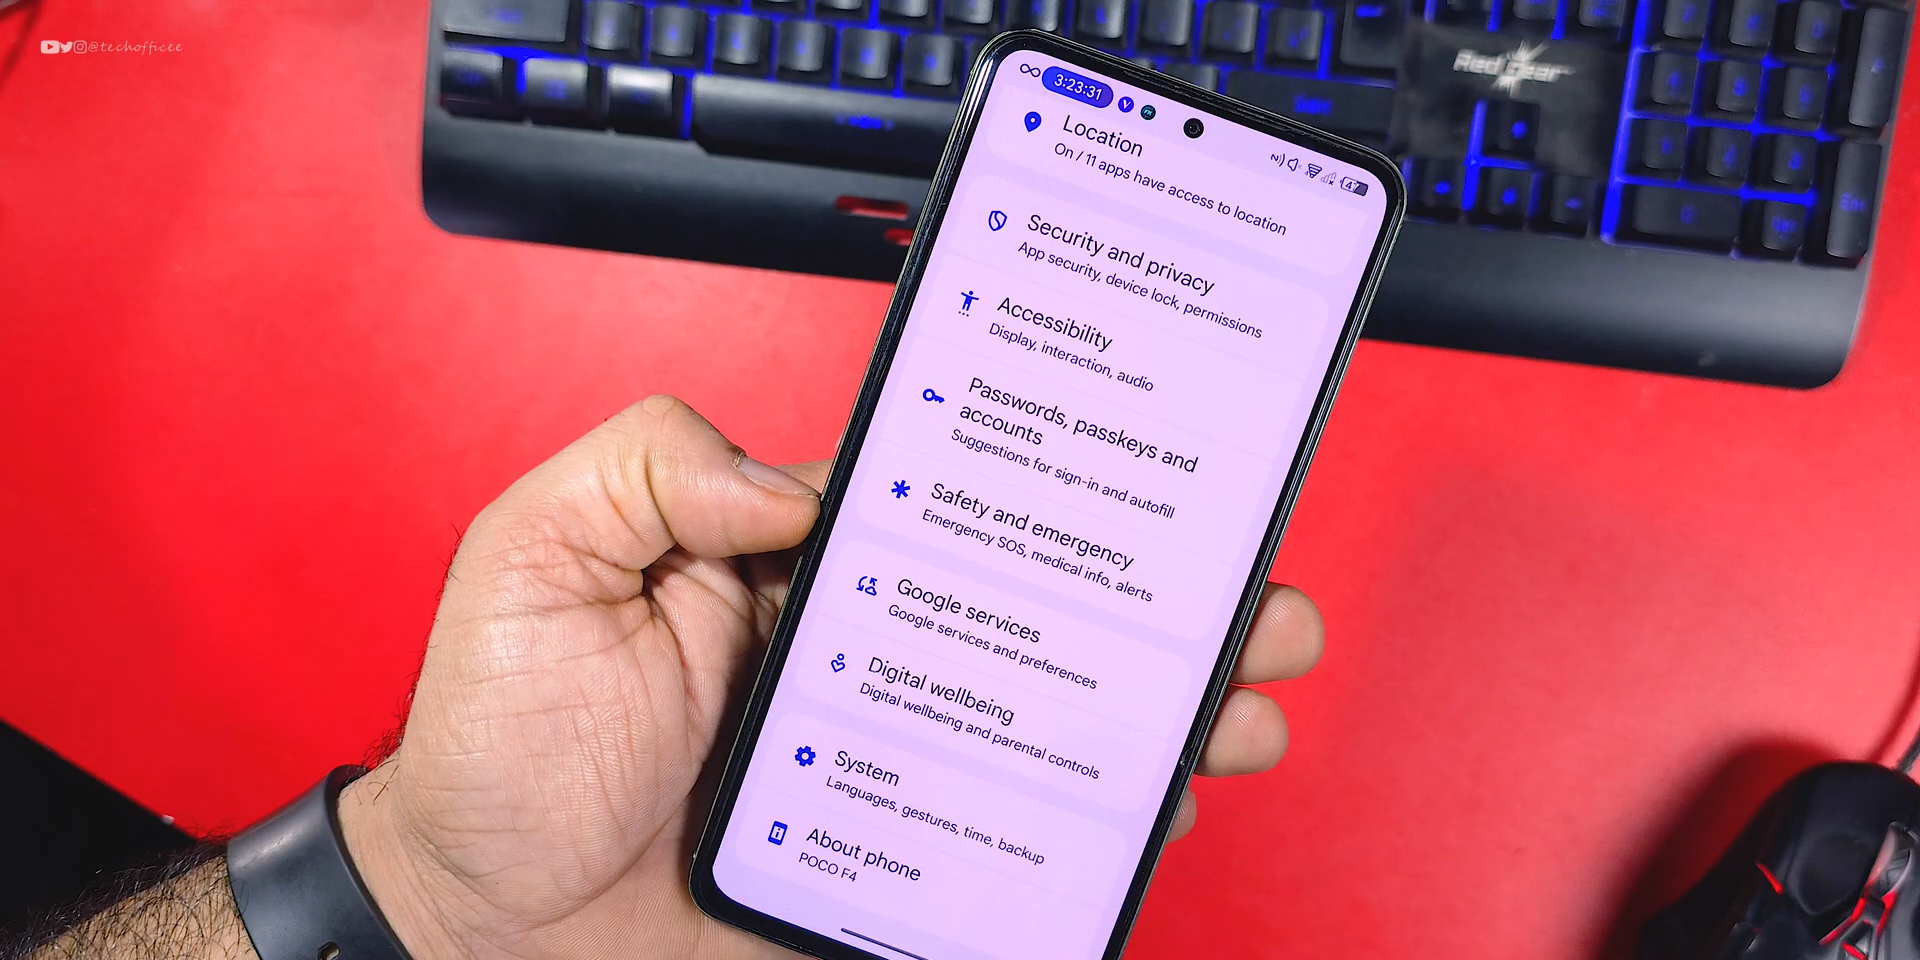 @techofficee
Red Gear
3:23:31
Location
On / 11 apps have access to location
Security and privacy
App security, device lock, permissions
Accessibility
Display, interaction, audio
Passwords, passkeys and
accounts
Suggestions for sign-in and autofill
Safety and emergency
Emergency SOS, medical info, alerts
Google services
Google services and preferences
Digital wellbeing
Digital wellbeing and parental controls
System
Languages, gestures, time, backup
About phone
POCO F4